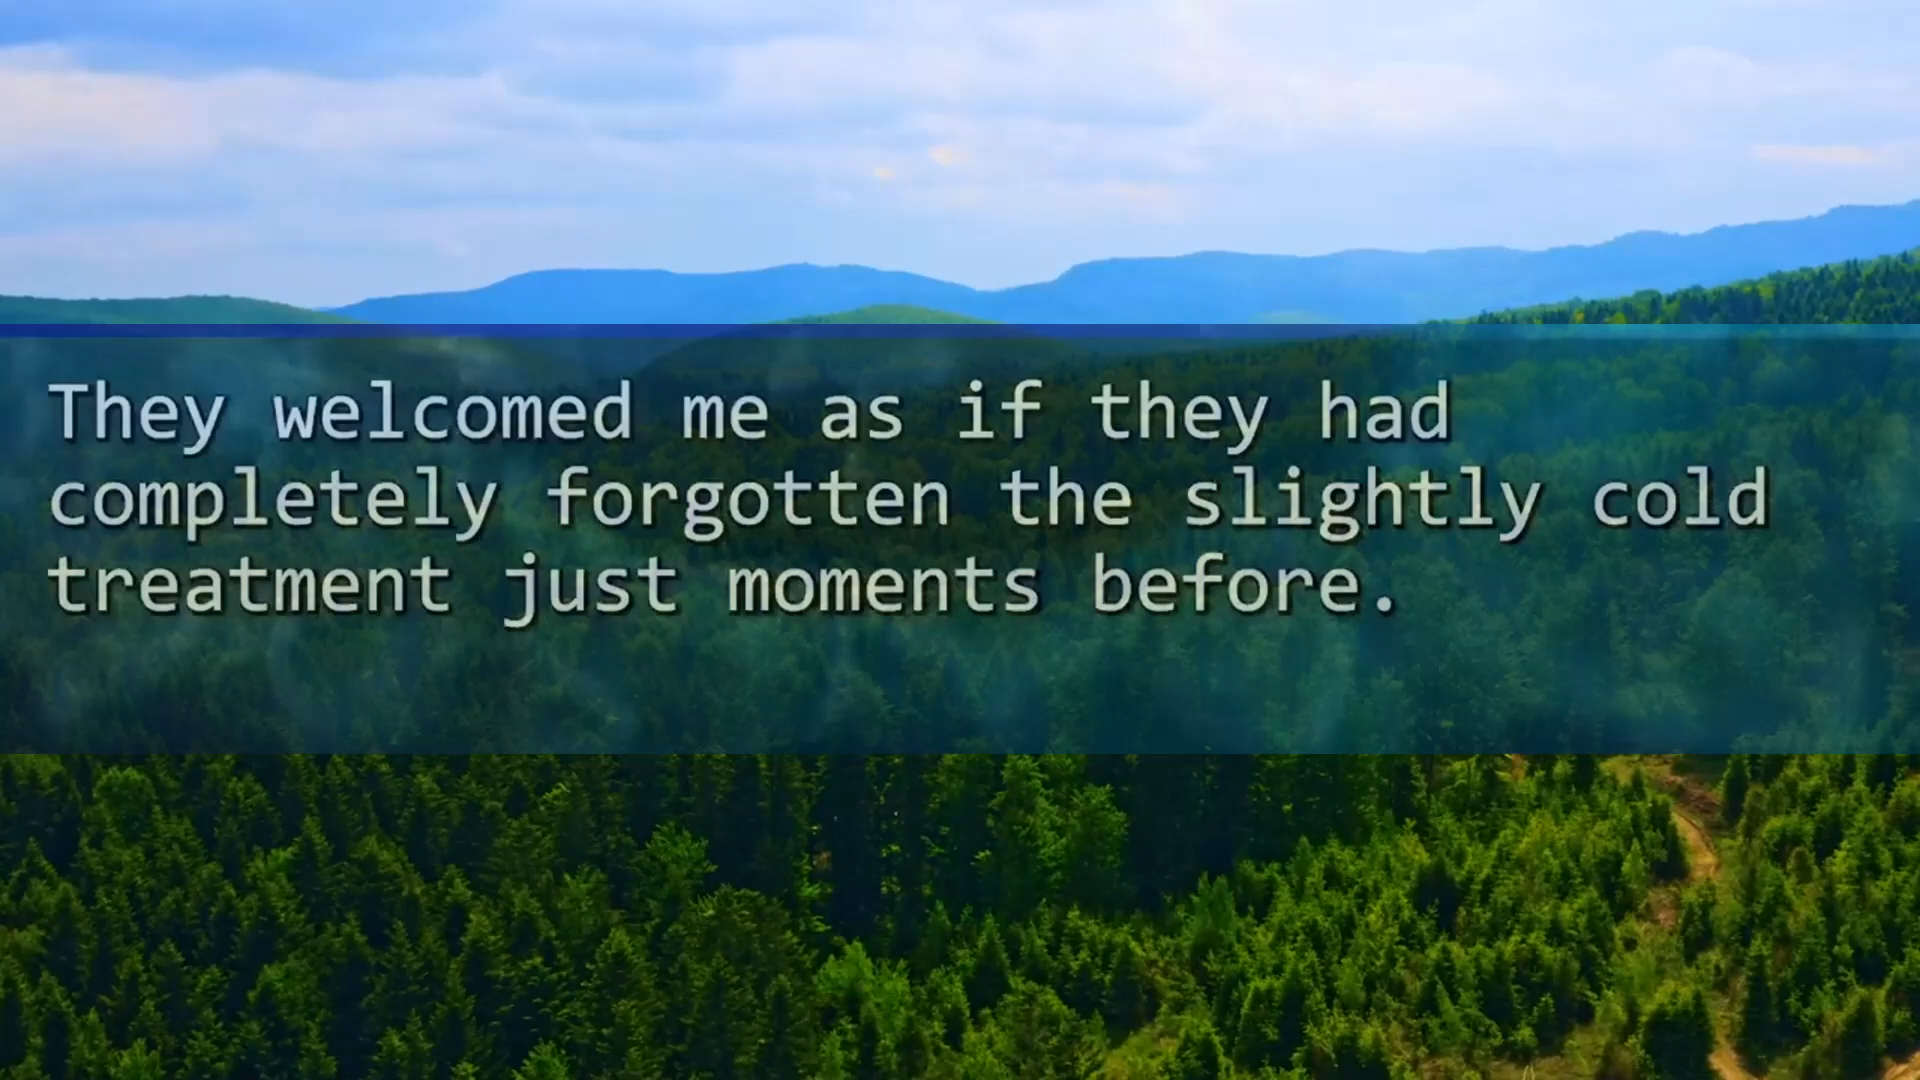 They welcomed me as if they had
completely forgotten the slightly cold
treatment just moments before.